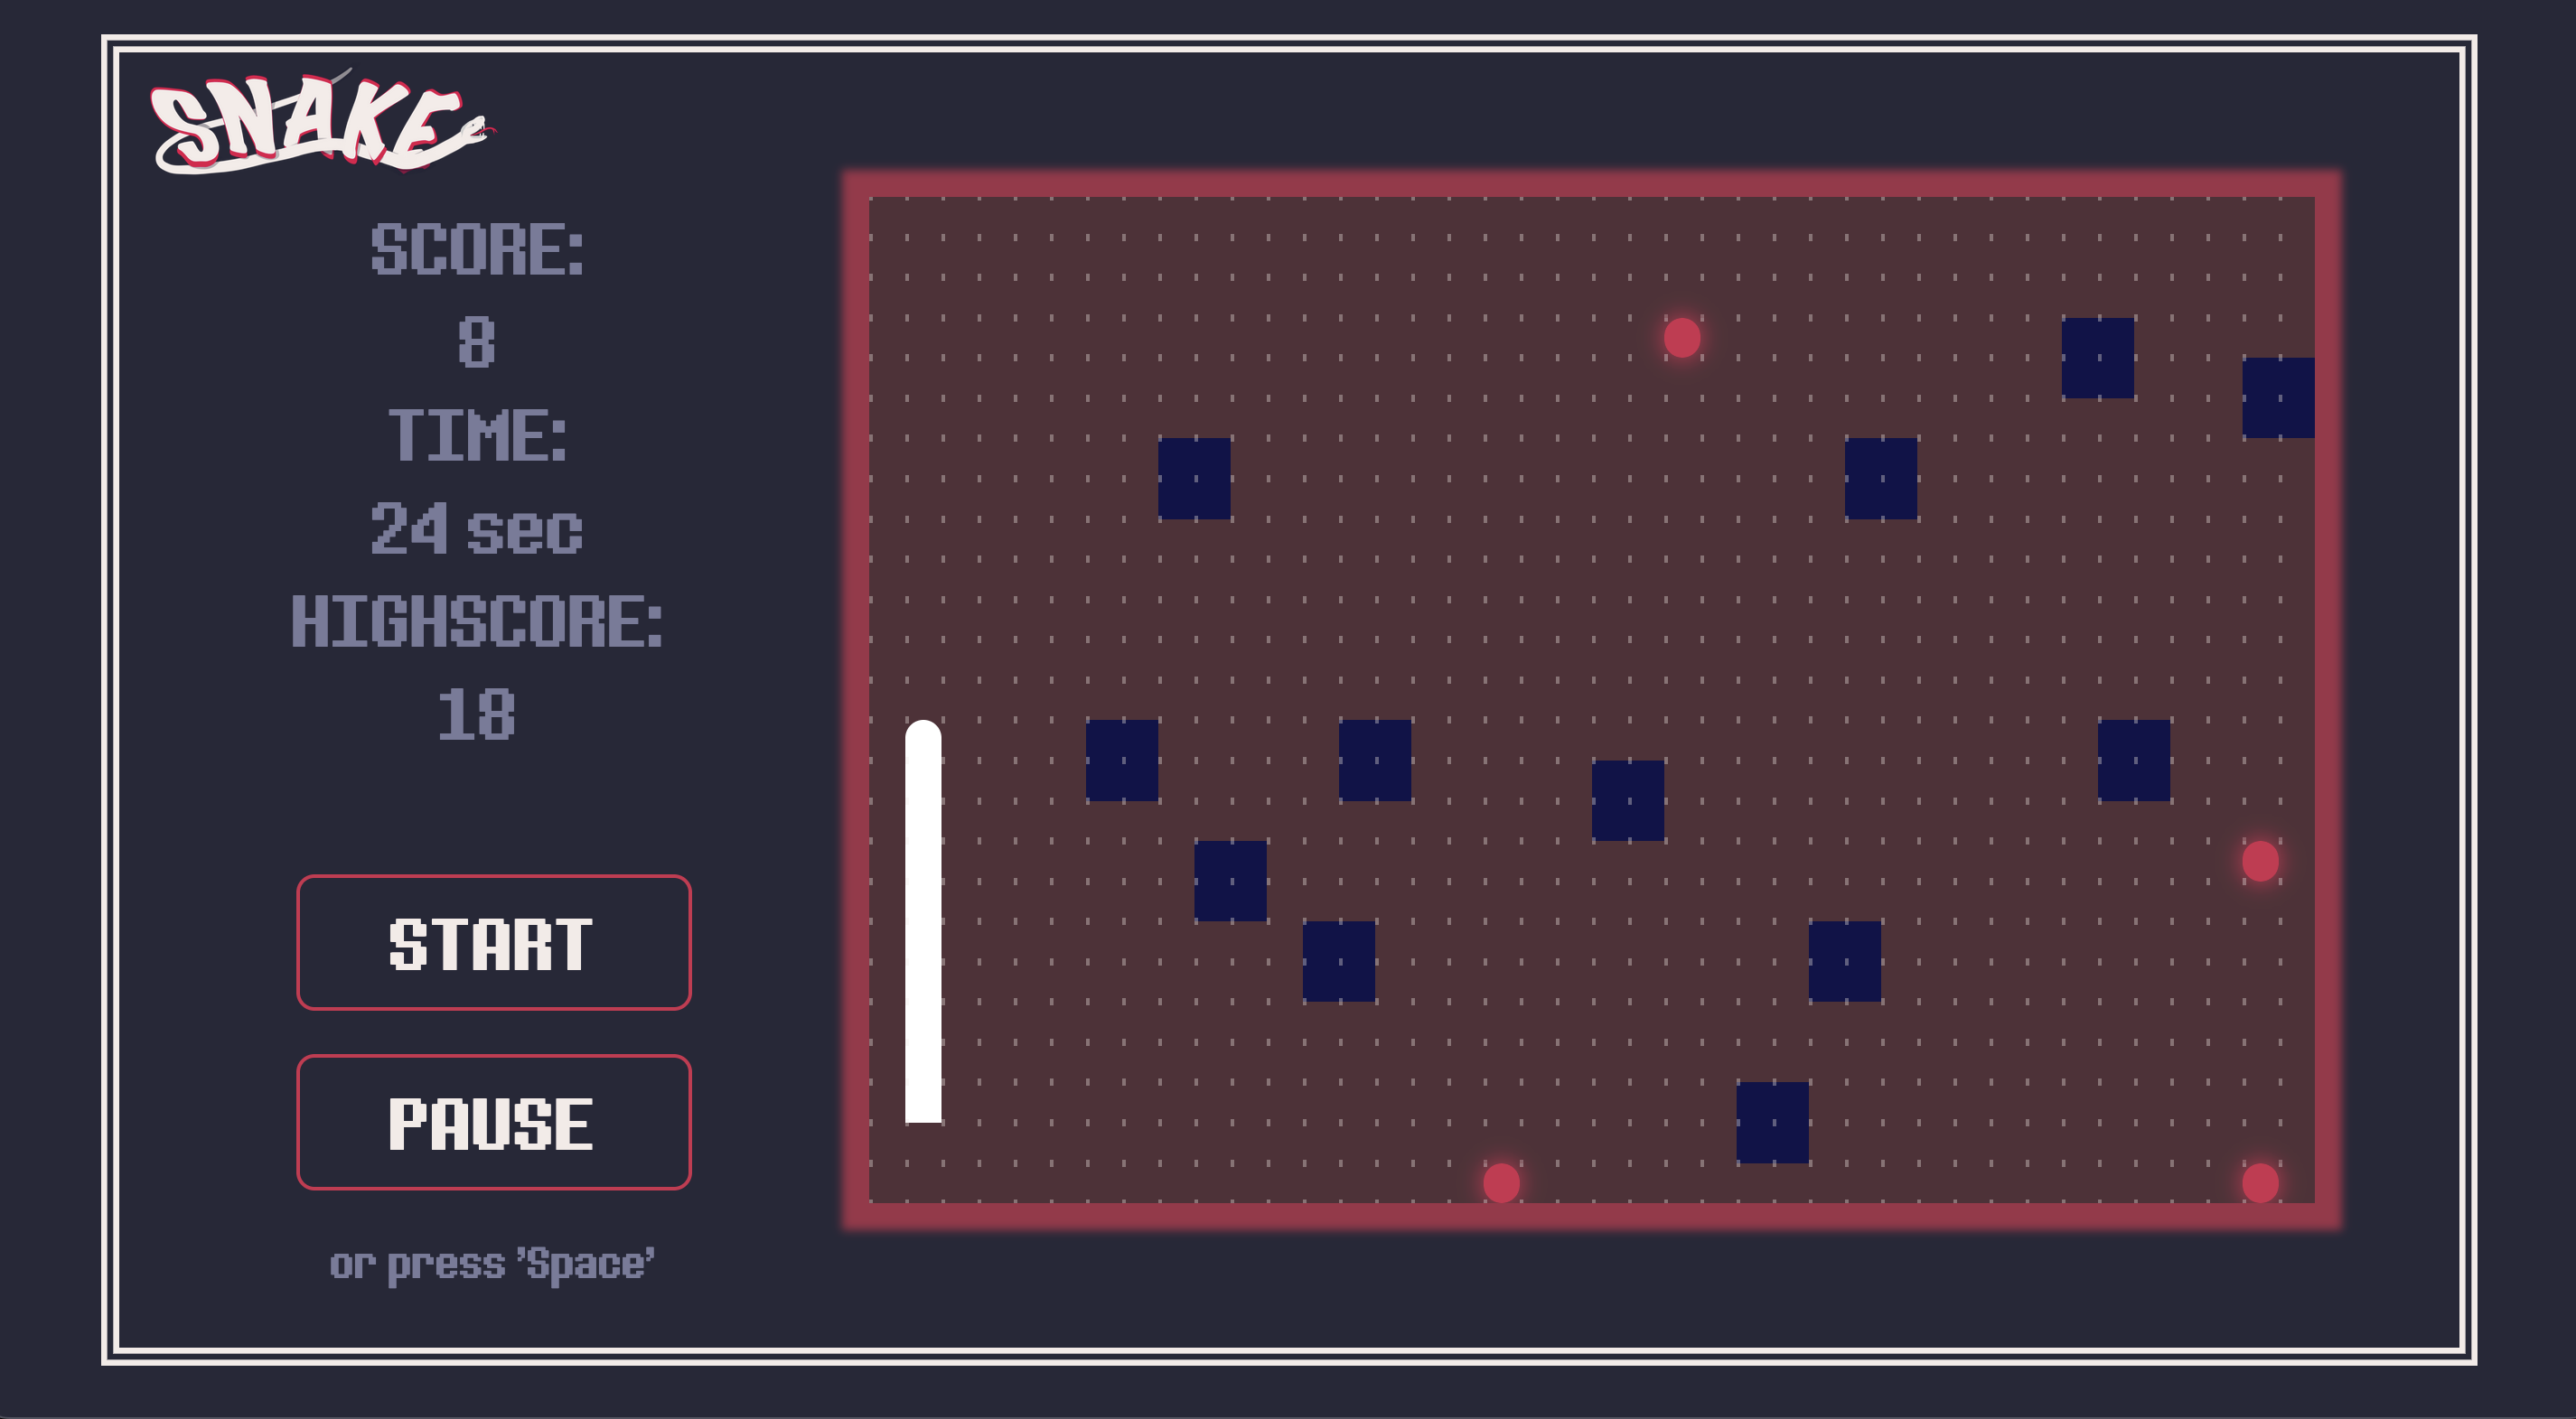 SNAKE
SCORE:
8
TIME:
24 sec
HIGHSCORE:
18
START
PAUSE
or press 'Space'